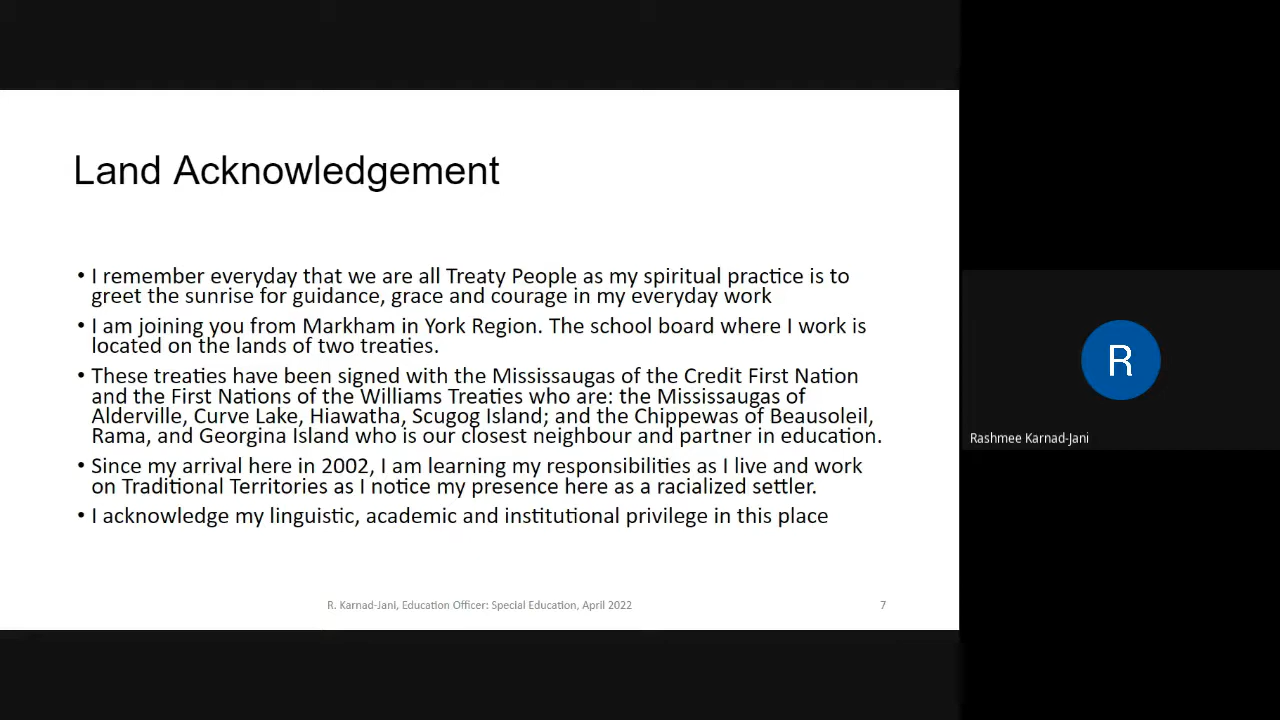 Land Acknowledgement
• I remember everyday that we are all Treaty People as my spiritual practice is to
greet the sunrise for guidance, grace and courage in my everyday work
• I am joining you from Markham in York Region. The school board where I work is
located on the lands of two treaties.
• These treaties have been signed with the Mississaugas of the Credit First Nation
and the First Nations of the Williams Treaties who are: the Mississaugas of
Alderville, Curve Lake, Hiawatha, Scugog Island; and the Chippewas of Beausoleil,
Rama, and Georgina Island who is our closest neighbour and partner in education.
• Since my arrival here in 2002, I am learning my responsibilities as I live and work
on Traditional Territories as I notice my presence here as a racialized settler.
• I acknowledge my linguistic, academic and institutional privilege in this place
R. Karnad-Jani, Education Officer: Special Education, April 2022
7
R
Rashmee Karnad-Jani